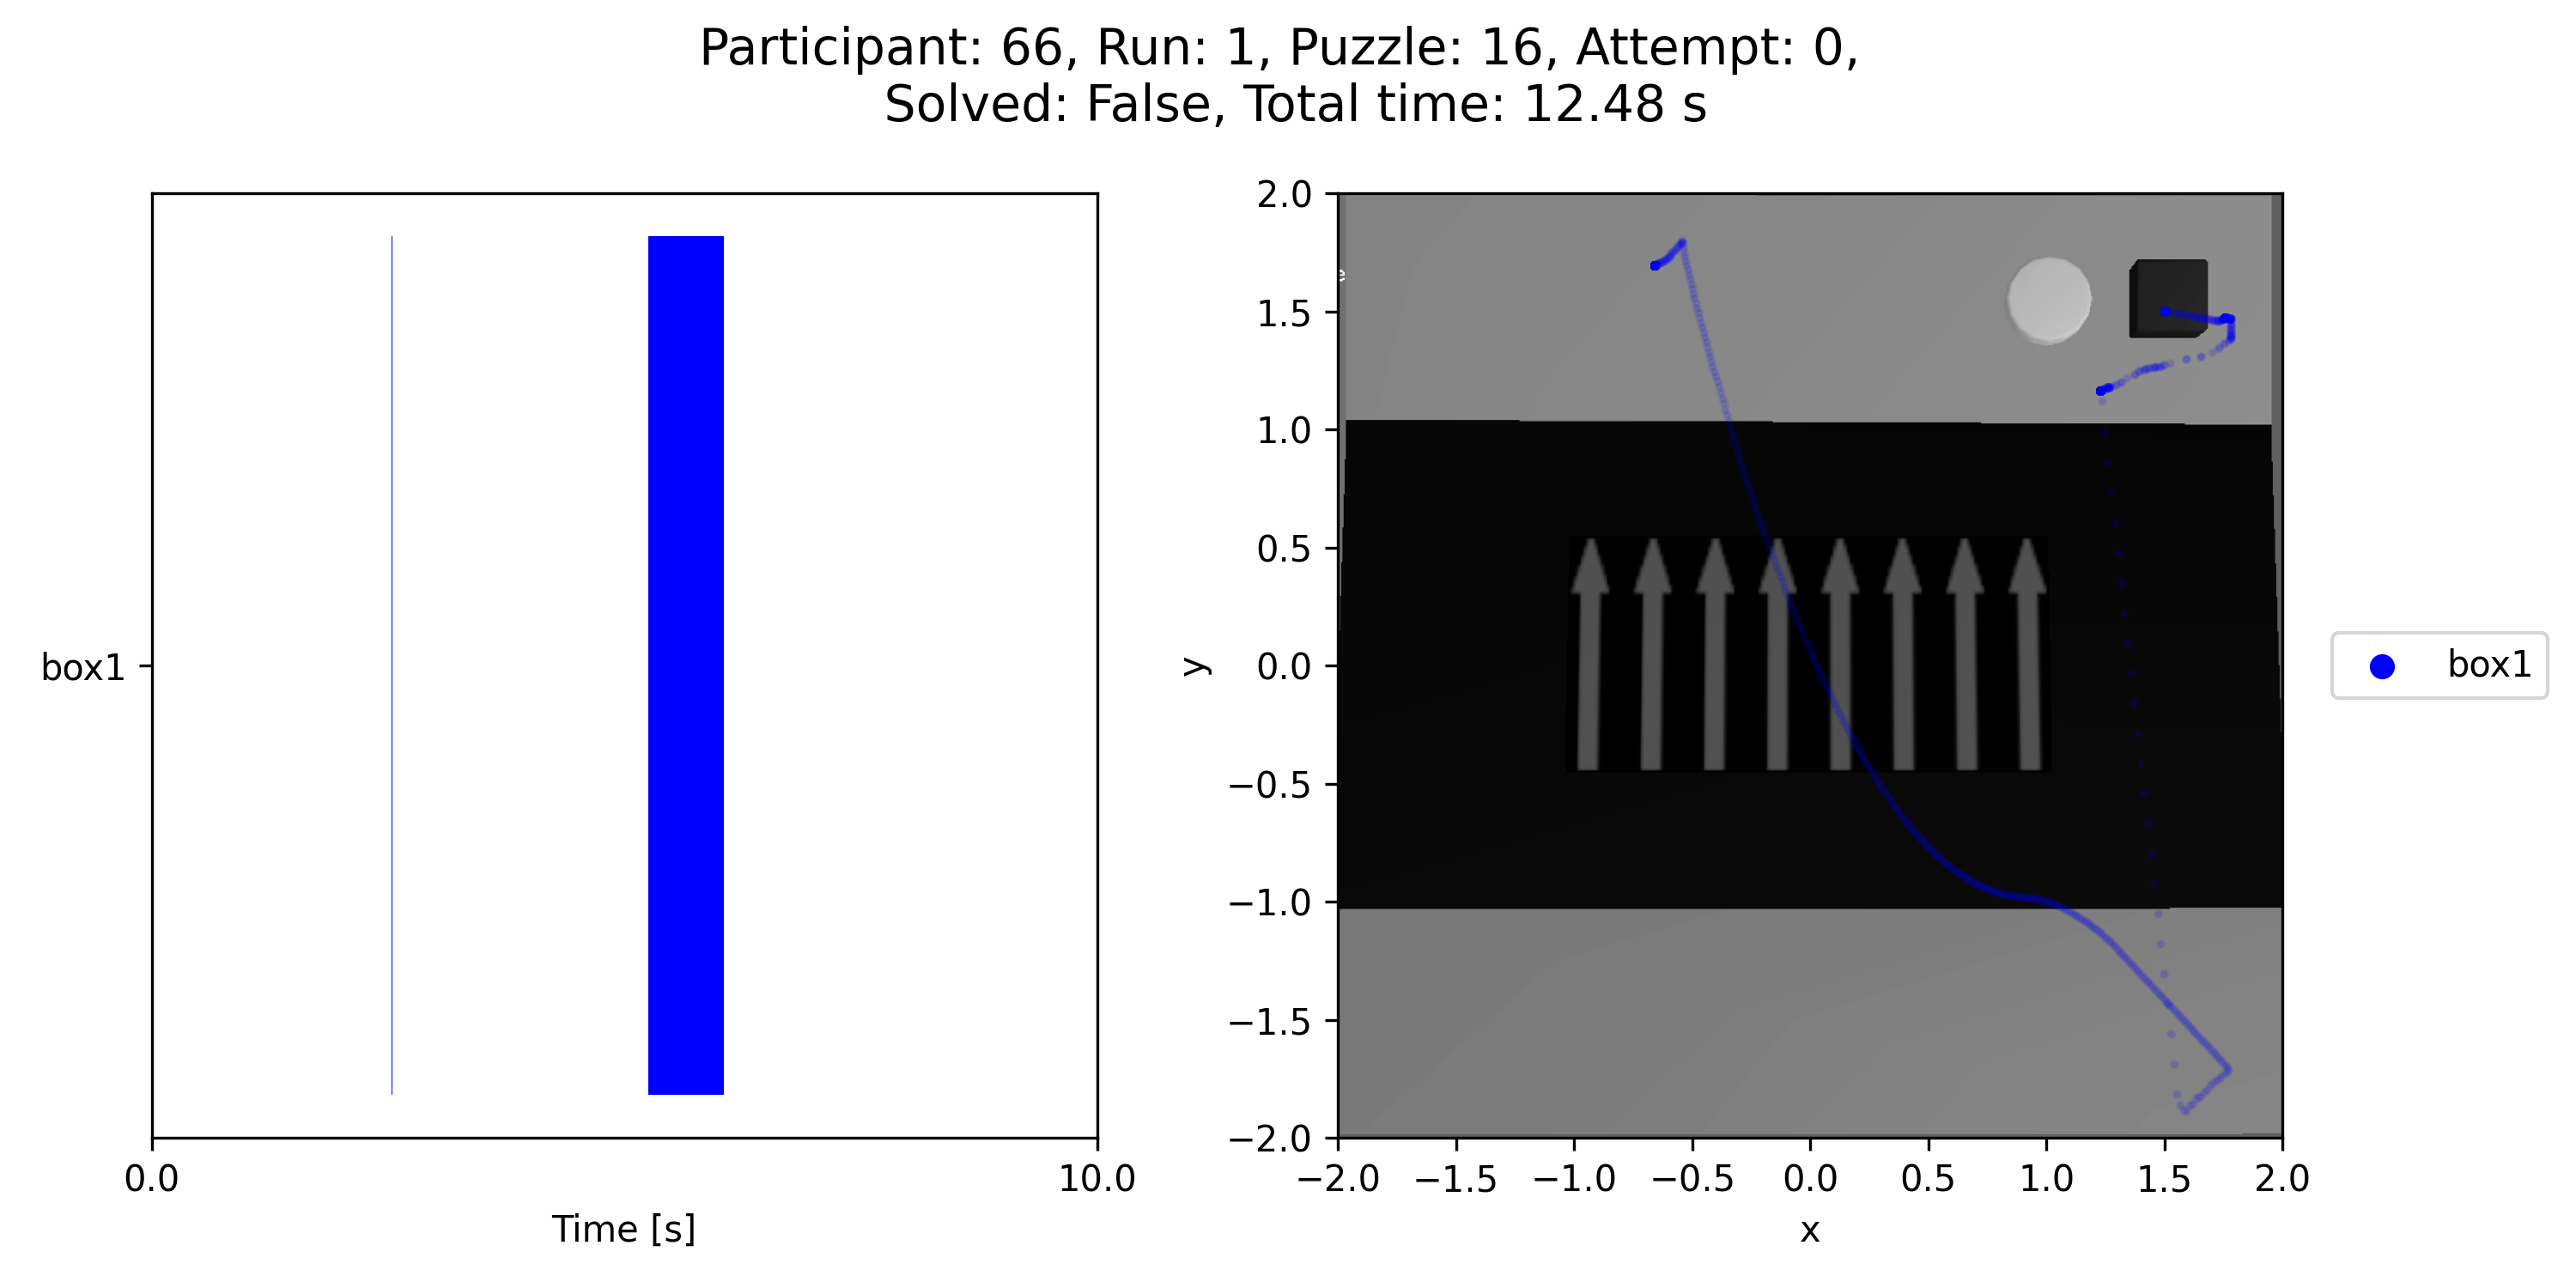 Participant: 66, Run: 1, Puzzle: 16, Attempt: 0,
Solved: False, Total time: 12.48 s
box1
0.0
10.0
Time [s]
y
2.0
1.5
1.0
0.5
0.0
−0.5
−1.0
−1.5
−2.0
−2.0
−1.5
−1.0
−0.5
0.0
0.5
1.0
1.5
2.0
x
e
box1